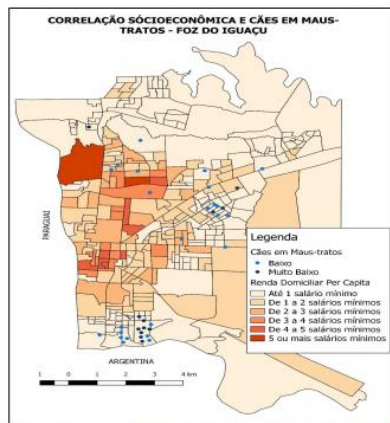 CORRELAÇÃO SÓCIOECONÔMICA E CÃES EM MAUS-
TRATOS - FOZ DO IGUAÇU
PARAGUAI
Legenda
Cães em Maus-tratos
Baixo
Muito Baixo
Renda Domiciliar Per Capita
Até 1 salário mínimo
De 1 a 2 salários mínimos
De 2 a 3 salários mínimos
De 3 a 4 salários mínimos
De 4 a 5 salários mínimos
5 ou mais salários mínimos
ARGENTINA
1 0 1 2 3 4 km